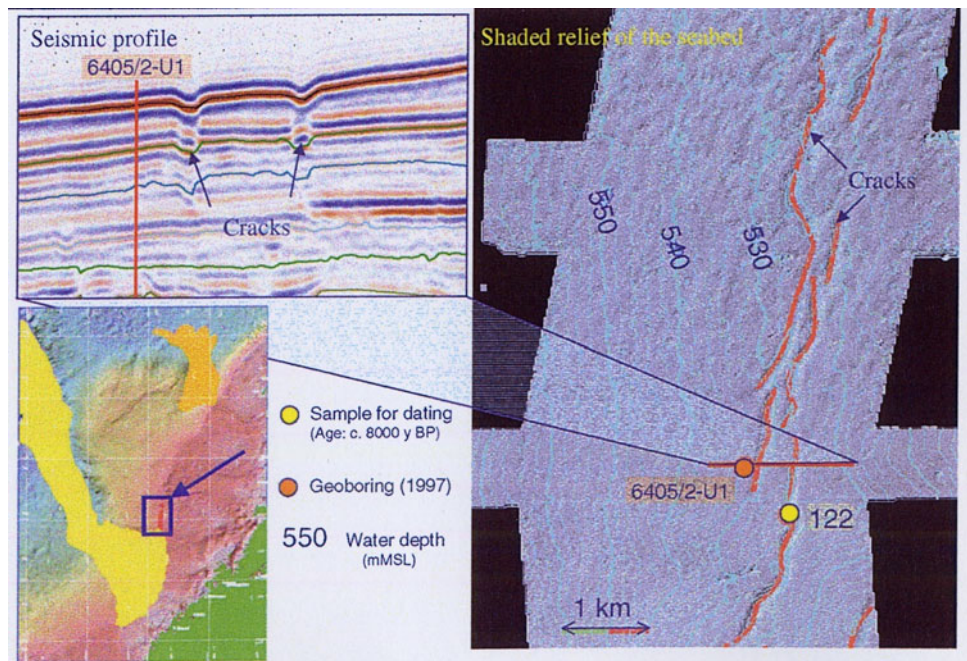 Seismic profile
6405/2-U1
Cracks
Shaded relief of the seabed
Cracks
550
540
530
6405/2-U1
122
1 km
Sample for dating
(Age: c. 8000 y BP)
Geoboring (1997)
550 Water depth
(mMSL)